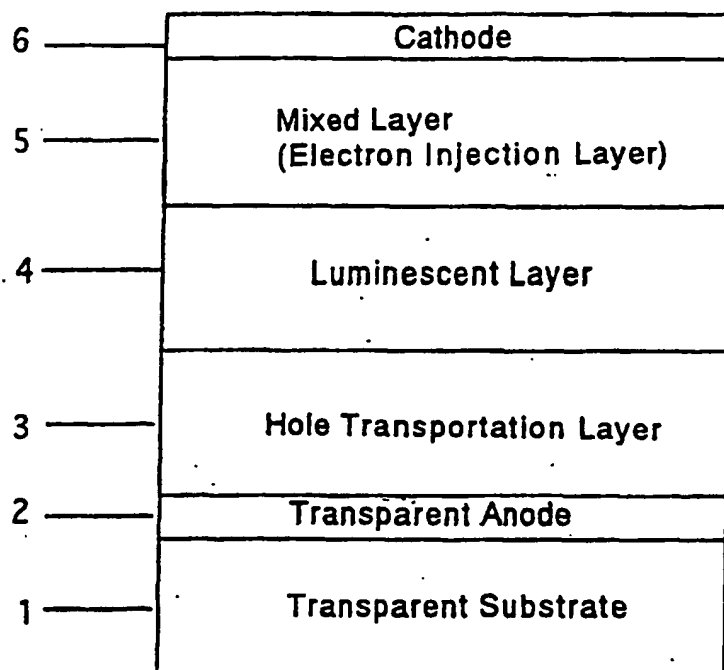 6
Cathode
5
Mixed Layer
(Electron Injection Layer)
4
Luminescent Layer
3
Hole Transportation Layer
2
Transparent Anode
1
Transparent Substrate